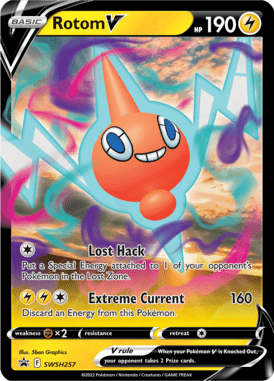 BASIC Rotom V HP 190
Lost Hack
Put a Special Energy attached to 1 of your opponent's
Pokémon in the Lost Zone.
Extreme Current 160
Discard an Energy from this Pokémon.
weakness ×2 resistance retreat
V rule When your Pokémon V is Knocked Out,
your opponent takes 2 Prize cards.
Illus. 5ban Graphics
F SWSH257
©2022 Pokémon / Nintendo / Creatures / GAME FREAK